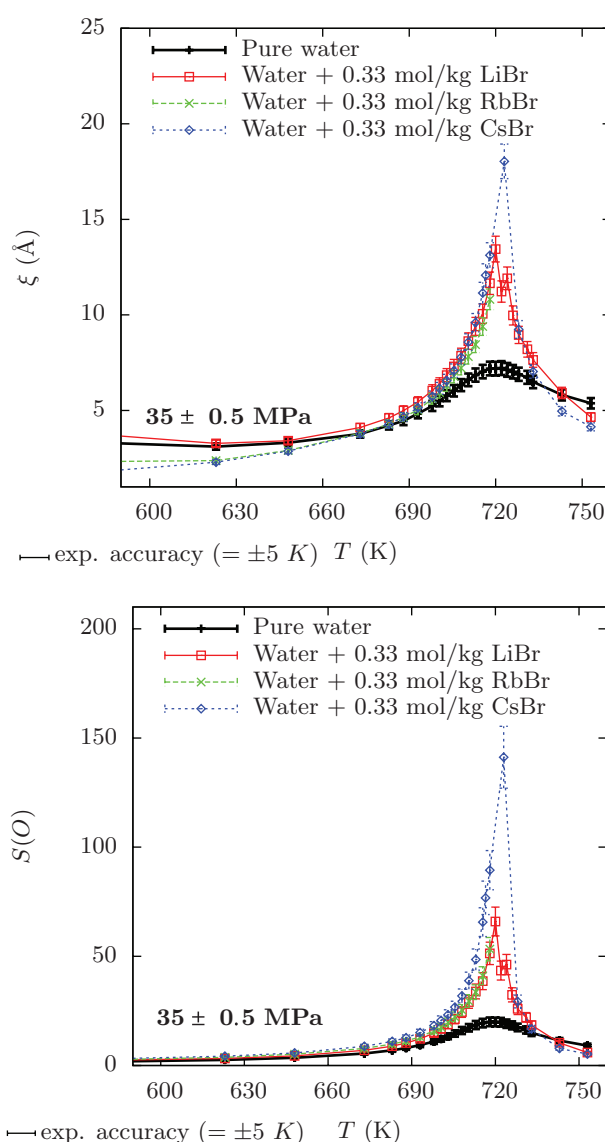 25
20
15
10
5
ξ (Å)
Pure water
Water + 0.33 mol/kg LiBr
Water + 0.33 mol/kg RbBr
Water + 0.33 mol/kg CsBr
35 ± 0.5 MPa
600 630 660 690 720 750
exp. accuracy (= ±5 K) T (K)
200
150
100
50
0
S(O)
Pure water
Water + 0.33 mol/kg LiBr
Water + 0.33 mol/kg RbBr
Water + 0.33 mol/kg CsBr
35 ± 0.5 MPa
600 630 660 690 720 750
exp. accuracy (= ±5 K) T (K)